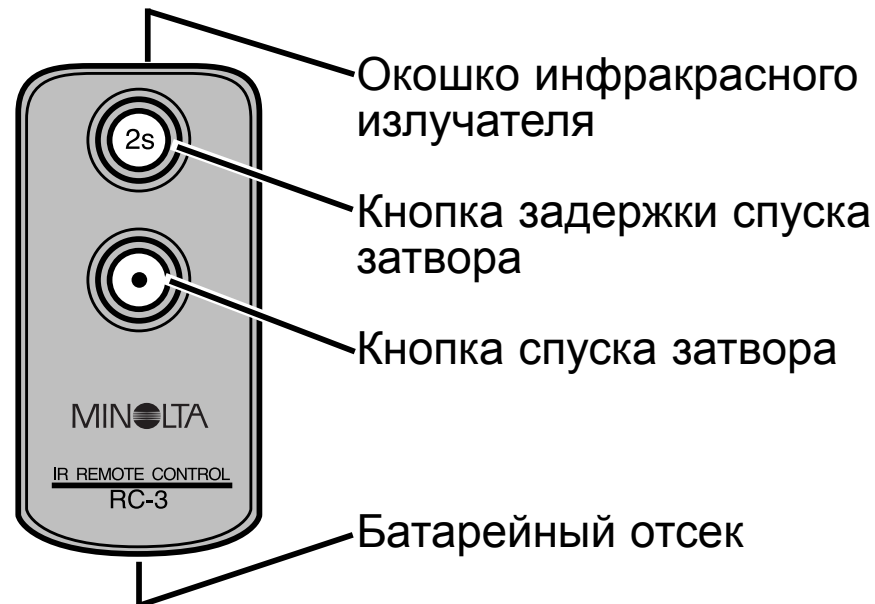 Окошко инфракрасного
излучателя
2s
Кнопка задержки спуска
затвора
Кнопка спуска затвора
MINOLTA
IR REMOTE CONTROL
RC-3
Батарейный отсек